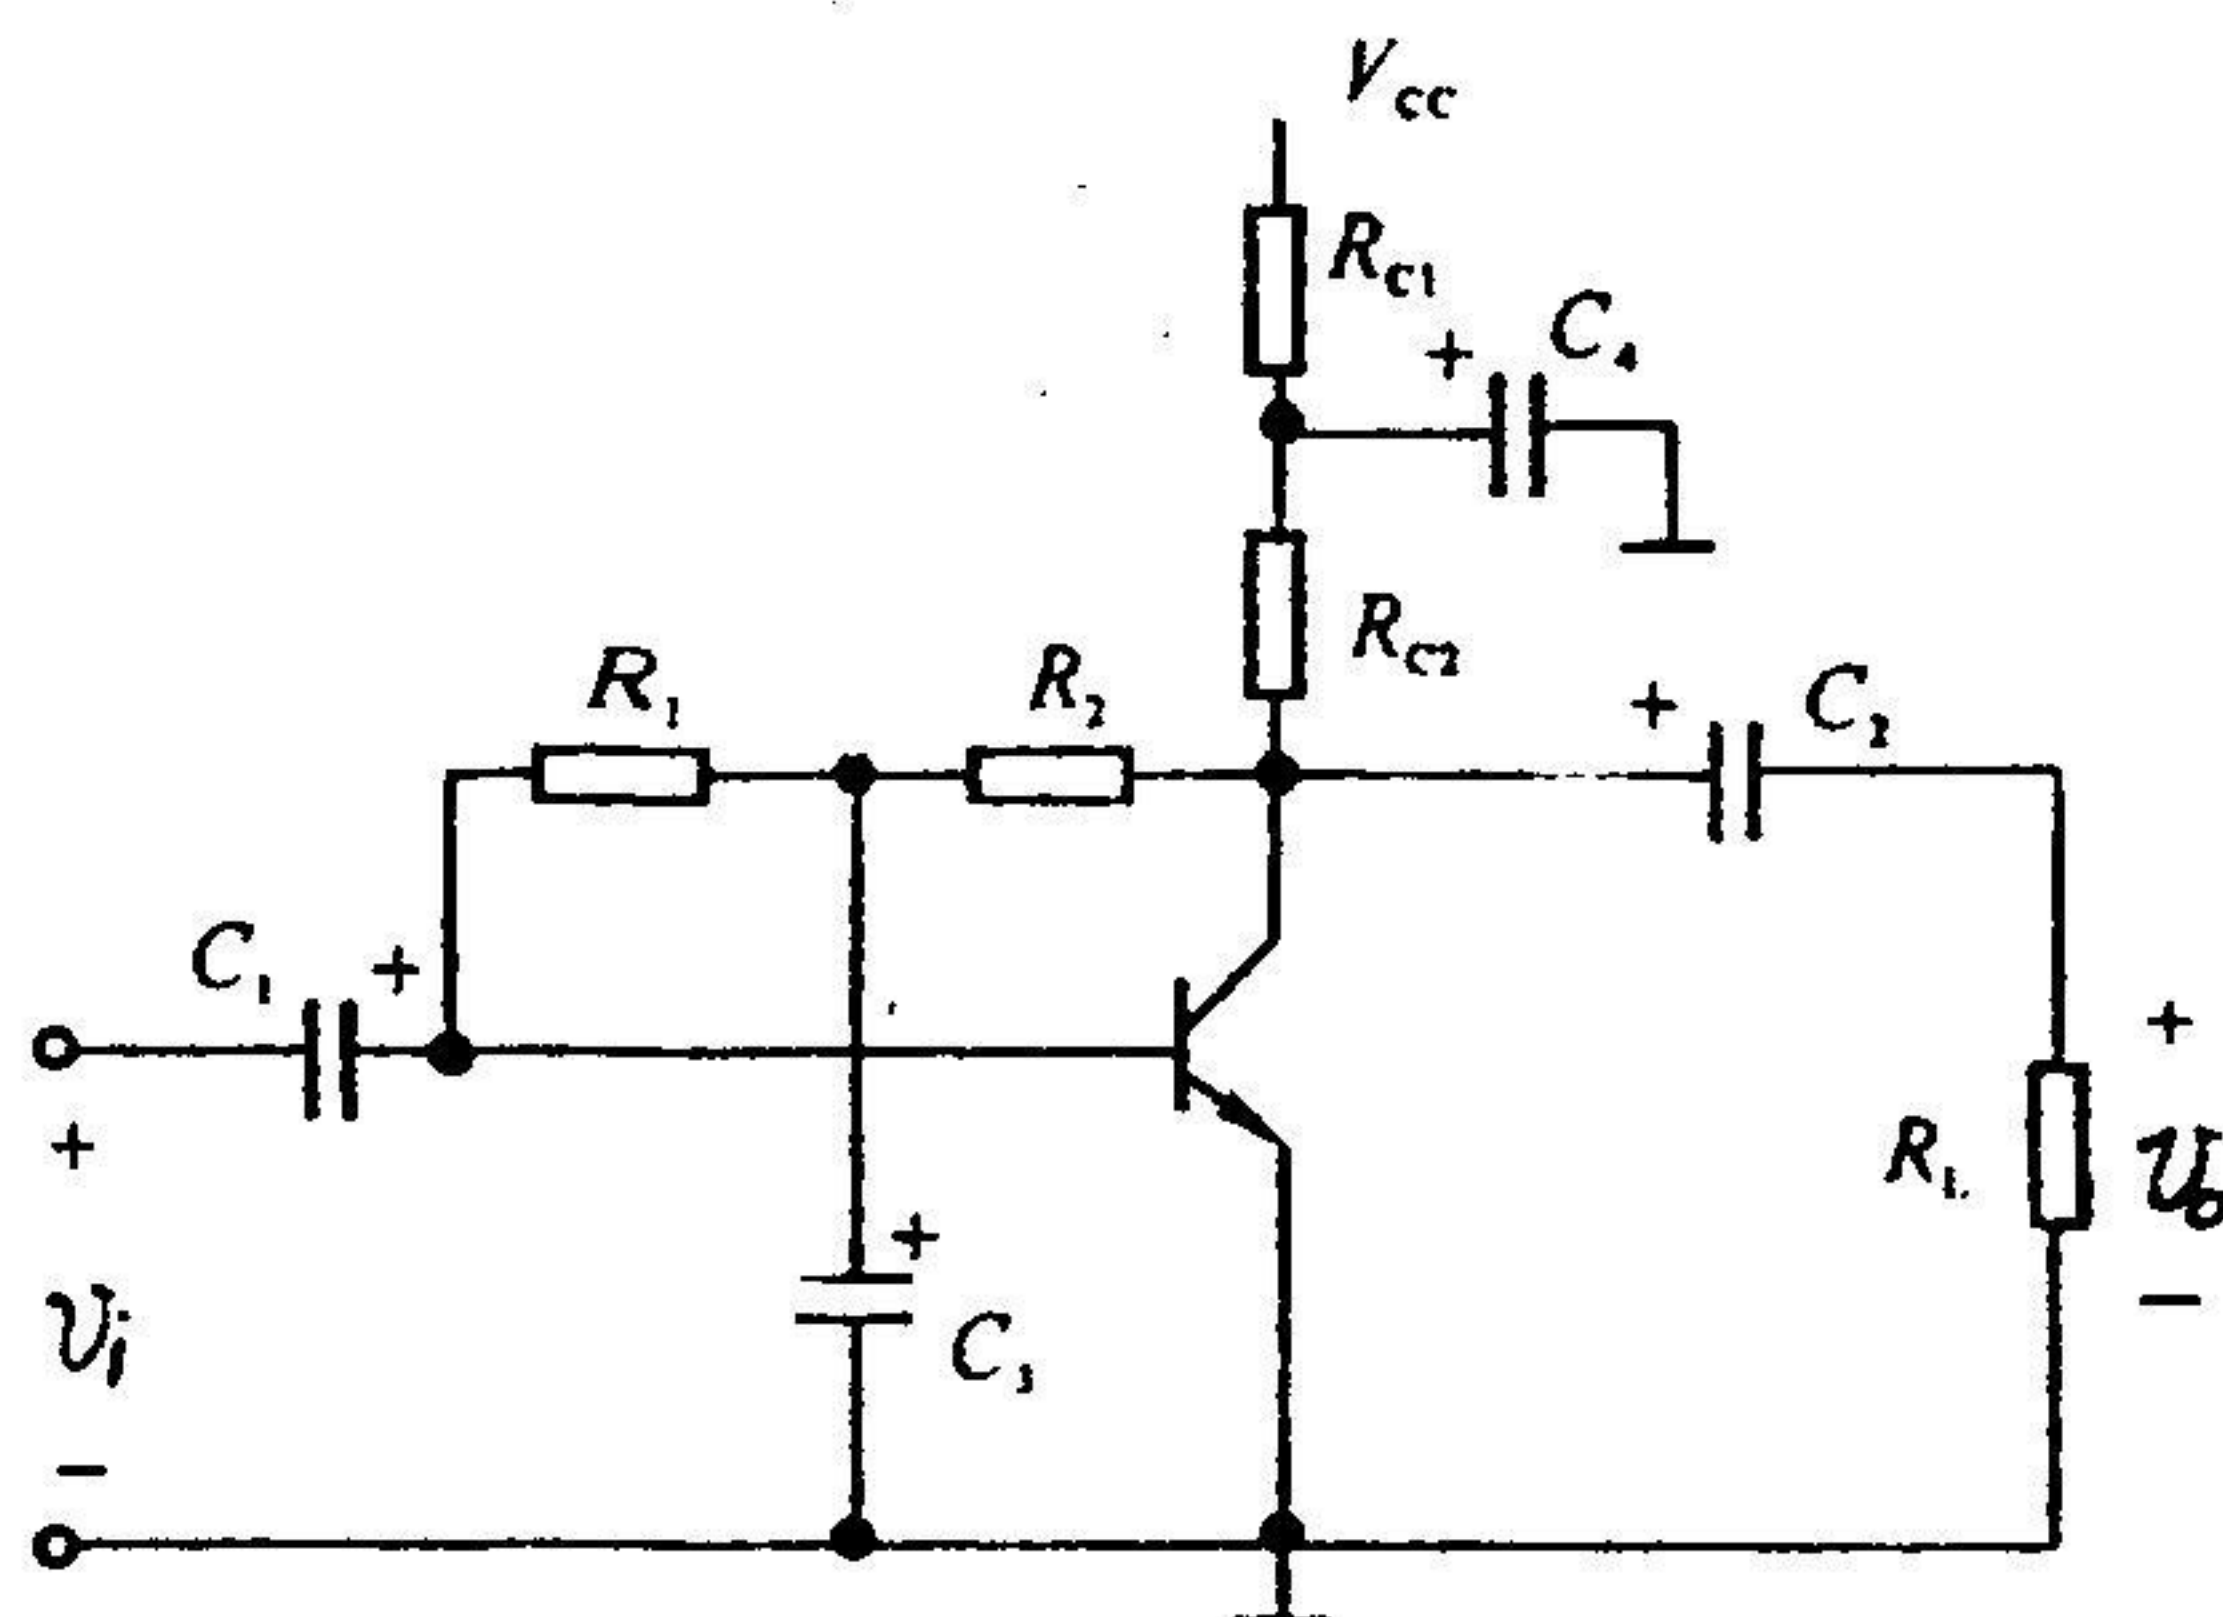 Vcc
Rc1
+ C4
Rc2
R1
R2
+ C2
C1 +
+
vi
−
+
C3
RL
+
vo
−